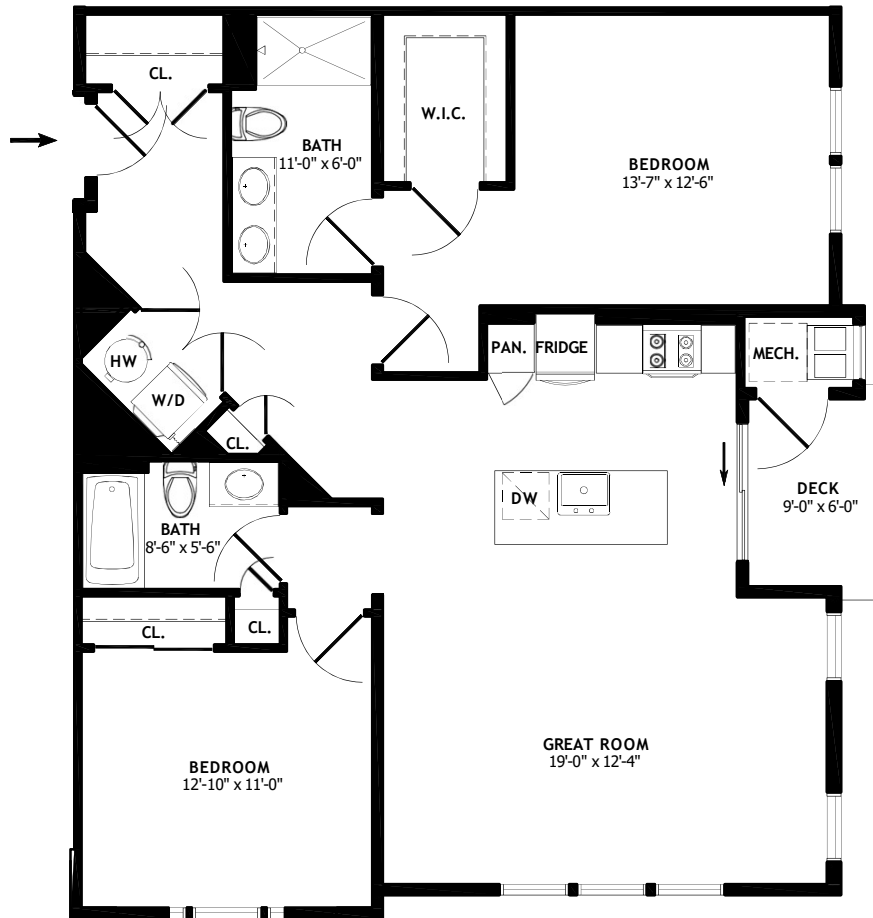 CL.
W.I.C.
BATH
11'-0" x 6'-0"
BEDROOM
13'-7" x 12'-6"
PAN.
FRIDGE
MECH.
HW
W/D
CL.
DW
DECK
9'-0" x 6'-0"
BATH
8'-6" x 5'-6"
CL.
CL.
GREAT ROOM
19'-0" x 12'-4"
BEDROOM
12'-10" x 11'-0"